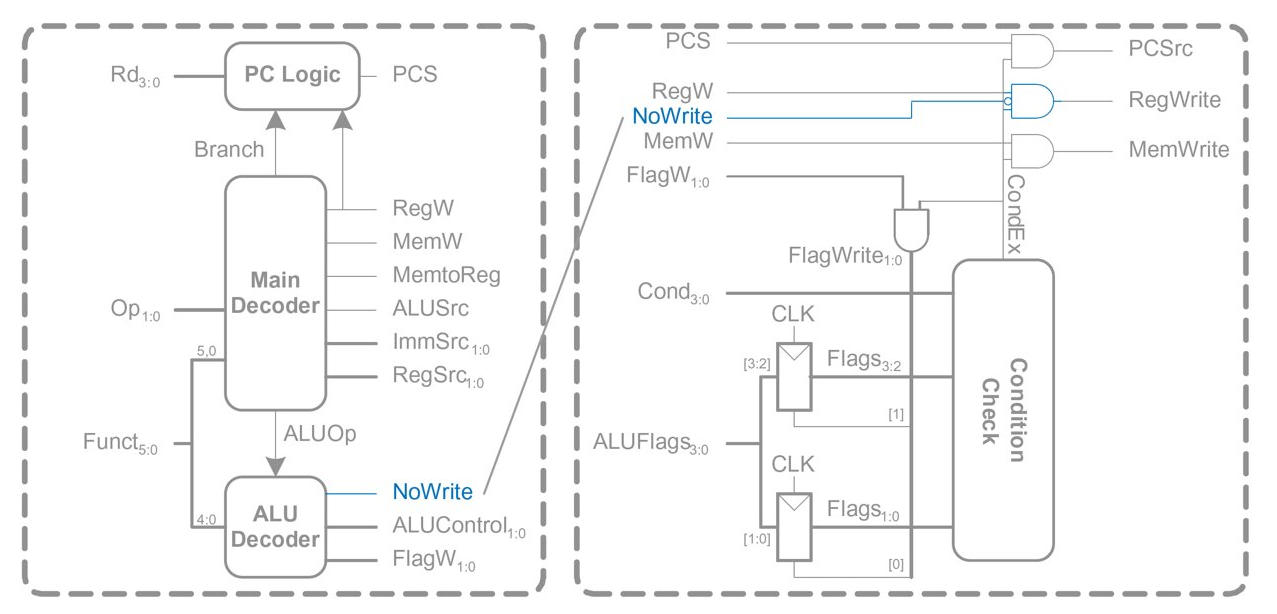 Rd3:0
PC Logic
PCS
Branch
RegW
MemW
MemtoReg
ALUSrc
ImmSrc1:0
RegSrc1:0
Main
Decoder
Op1:0
5,0
Funct5:0
ALUOp
4:0
ALU
Decoder
NoWrite
ALUControl1:0
FlagW1:0
PCS
PCSrc
RegW
RegWrite
NoWrite
MemW
MemWrite
FlagW1:0
CondEx
FlagWrite1:0
Cond3:0
CLK
[3:2]
Flags3:2
[1]
Condition
Check
ALUFlags3:0
CLK
[1:0]
Flags1:0
[0]